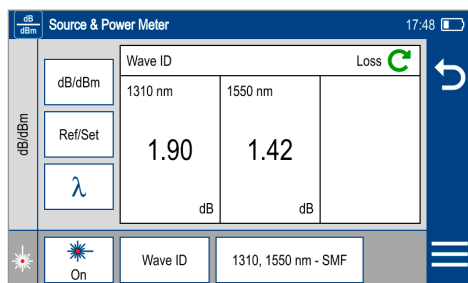 dB
dBm
Source & Power Meter
17:48
dB/dBm
dB/dBm
Ref/Set
λ
Wave ID
Loss
1310 nm
1550 nm
1.90
1.42
dB
dB
On
Wave ID
1310, 1550 nm - SMF